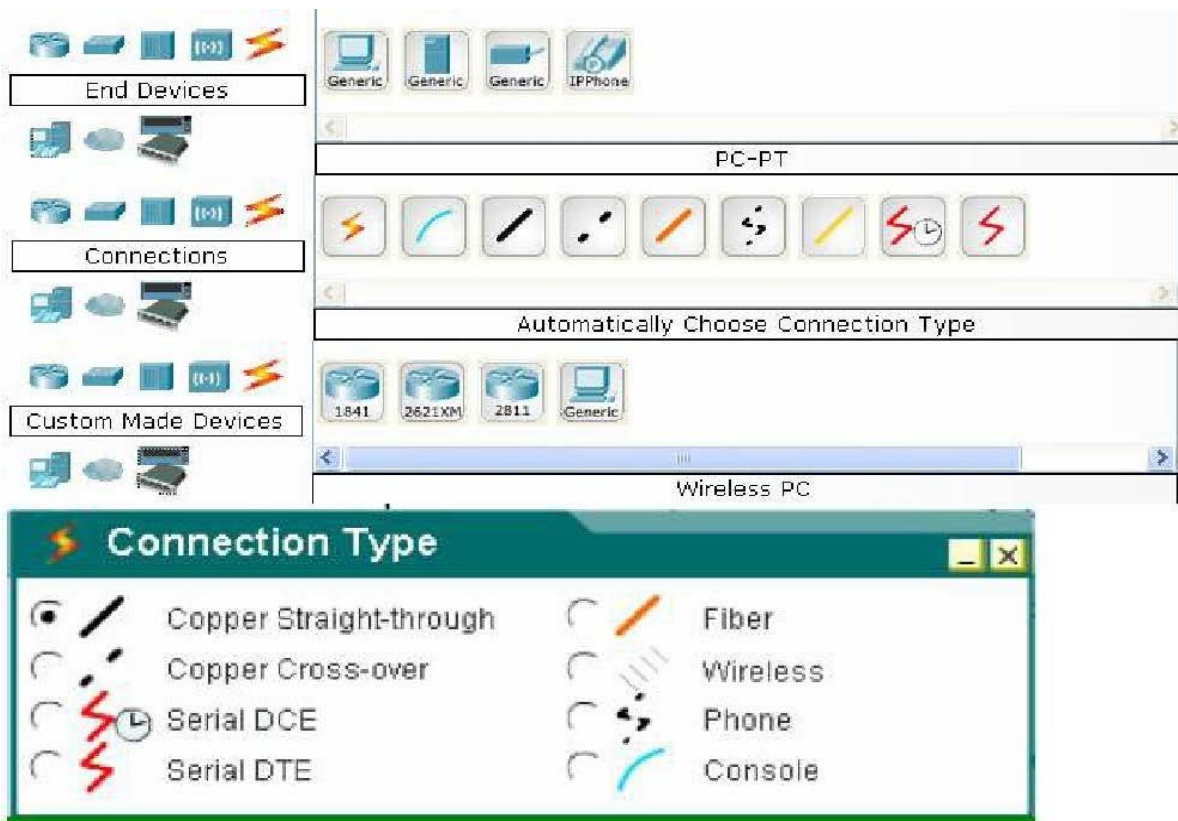 Generic Generic Generic IPPhone
End Devices
PC-PT
Connections
Automatically Choose Connection Type
1841 2621XM 2811 Generic
Custom Made Devices
Wireless PC
Connection Type
Copper Straight-through
Fiber
Copper Cross-over
Wireless
Serial DCE
Phone
Serial DTE
Console